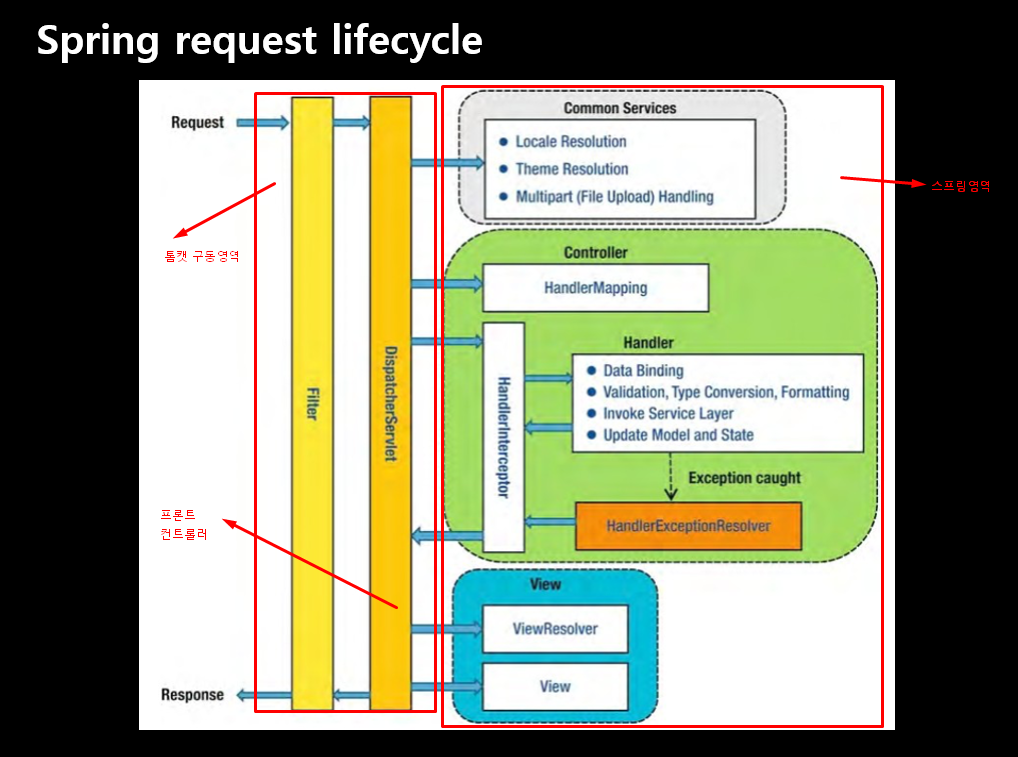 Spring request lifecycle
Request
Common Services
Locale Resolution
Theme Resolution
Multipart (File Upload) Handling
스프링영역
톰캣 구동영역
Controller
HandlerMapping
Filter
DispatcherServlet
HandlerInterceptor
Handler
Data Binding
Validation, Type Conversion, Formatting
Invoke Service Layer
Update Model and State
Exception caught
HandlerExceptionResolver
프론트
컨트롤러
View
ViewResolver
View
Response